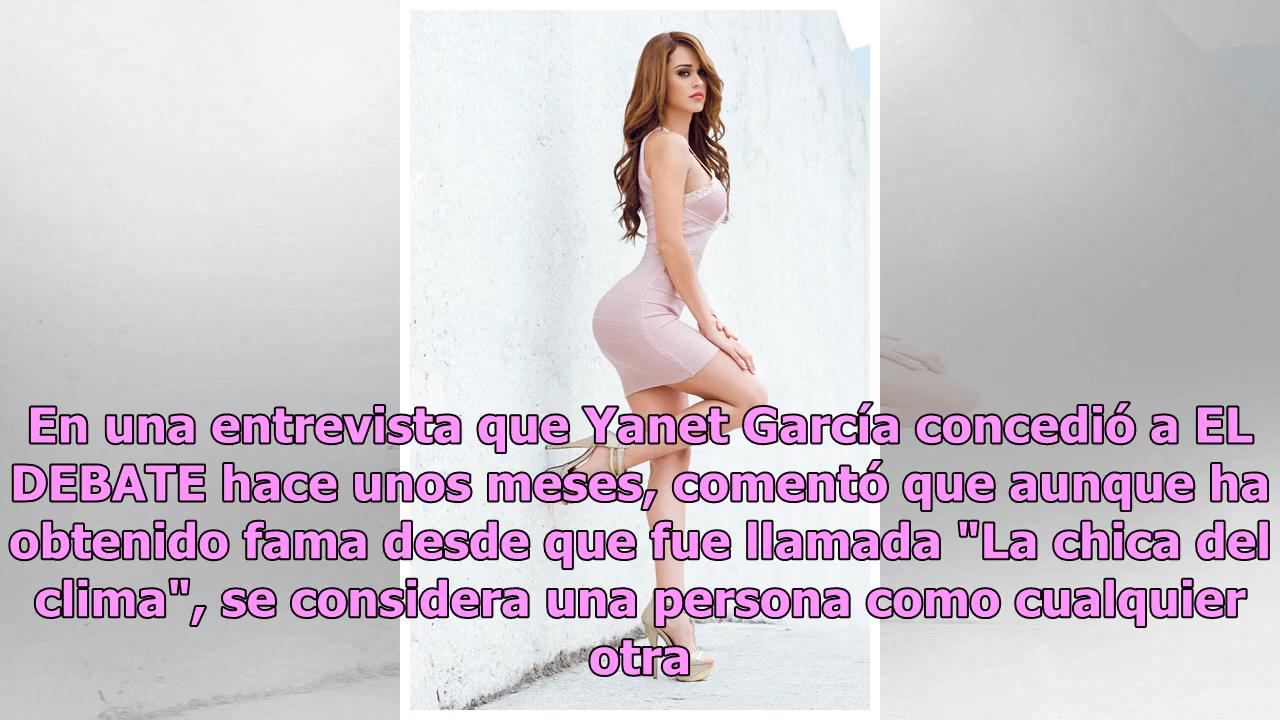 En una entrevista que Yanet García concedió a EL
DEBATE hace unos meses, comentó que aunque ha
obtenido fama desde que fue llamada "La chica del
clima", se considera una persona como cualquier
otra